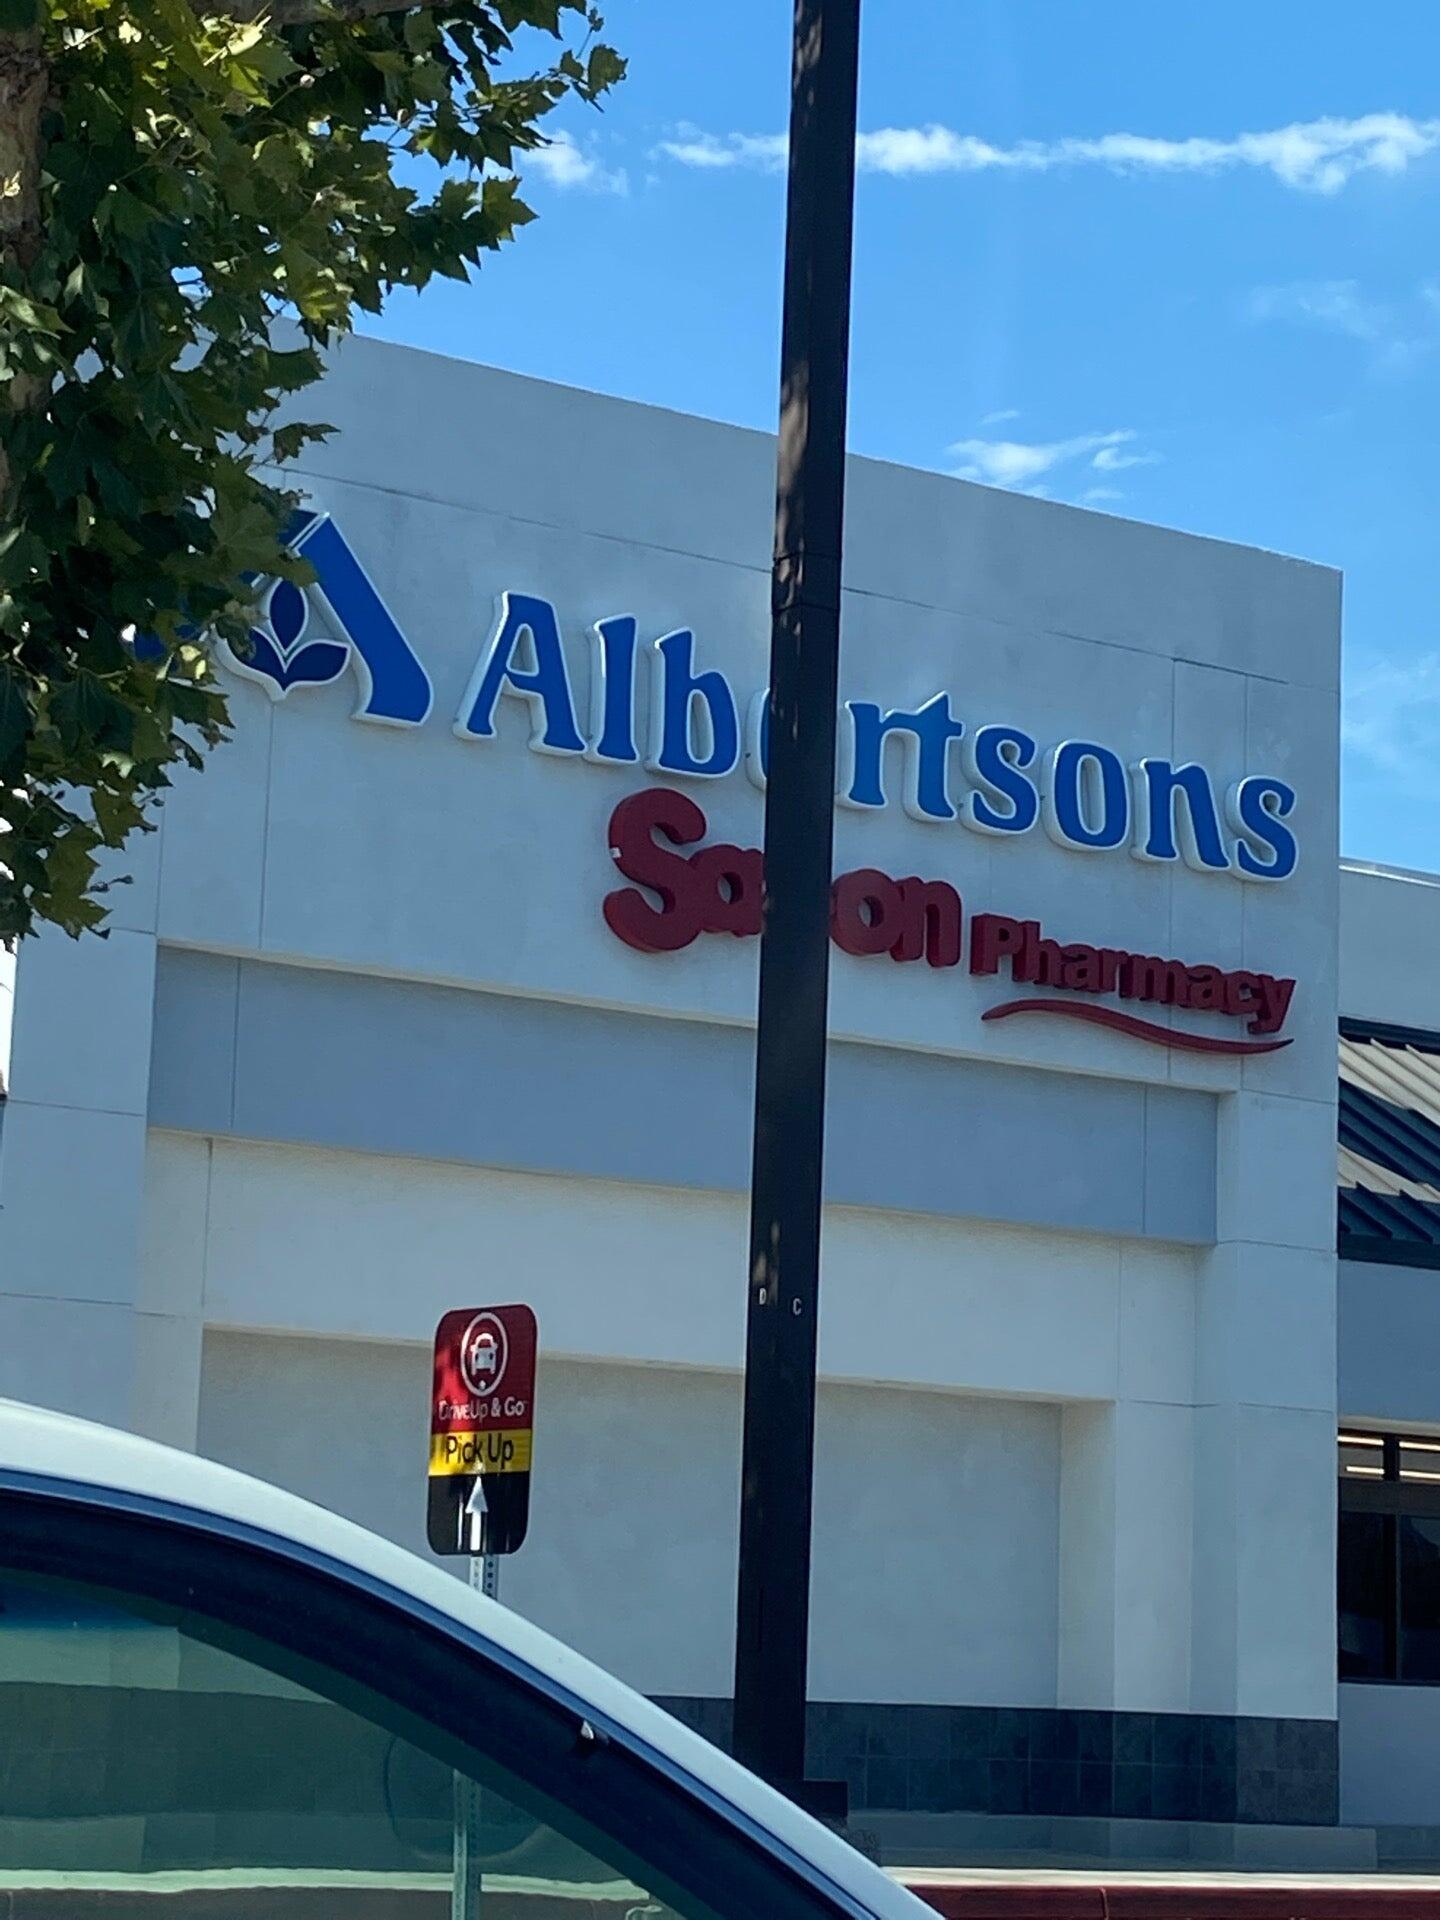 Albertsons
Savon Pharmacy
D C
DriveUp & Go
Pick Up